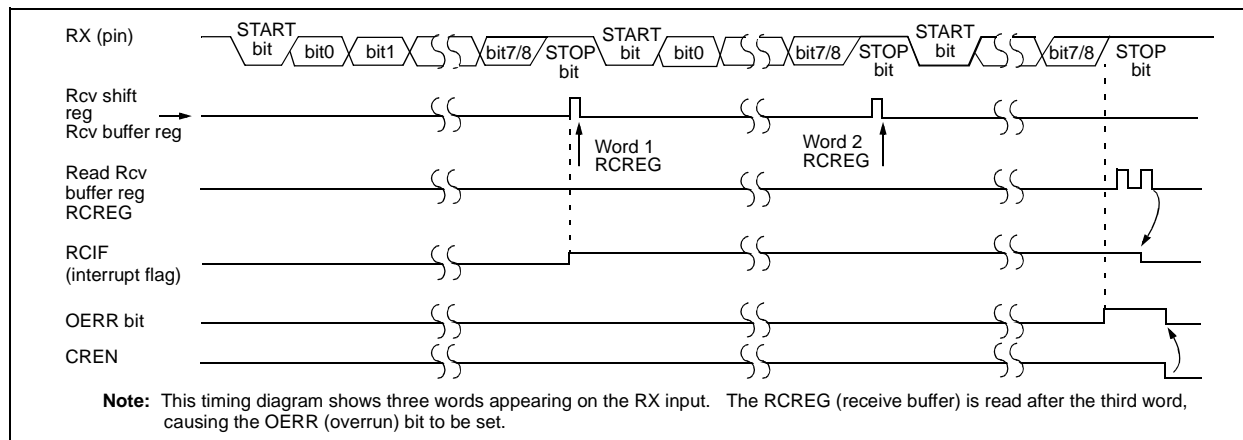 RX (pin)
START
bit
bit0
bit1
bit7/8
STOP
bit
START
bit
bit0
bit7/8
STOP
bit
START
bit
bit7/8
STOP
bit
Rcv shift
reg
Rcv buffer reg
Word 1
RCREG
Word 2
RCREG
Read Rcv
buffer reg
RCREG
RCIF
(interrupt flag)
OERR bit
CREN
Note: This timing diagram shows three words appearing on the RX input. The RCREG (receive buffer) is read after the third word,
causing the OERR (overrun) bit to be set.